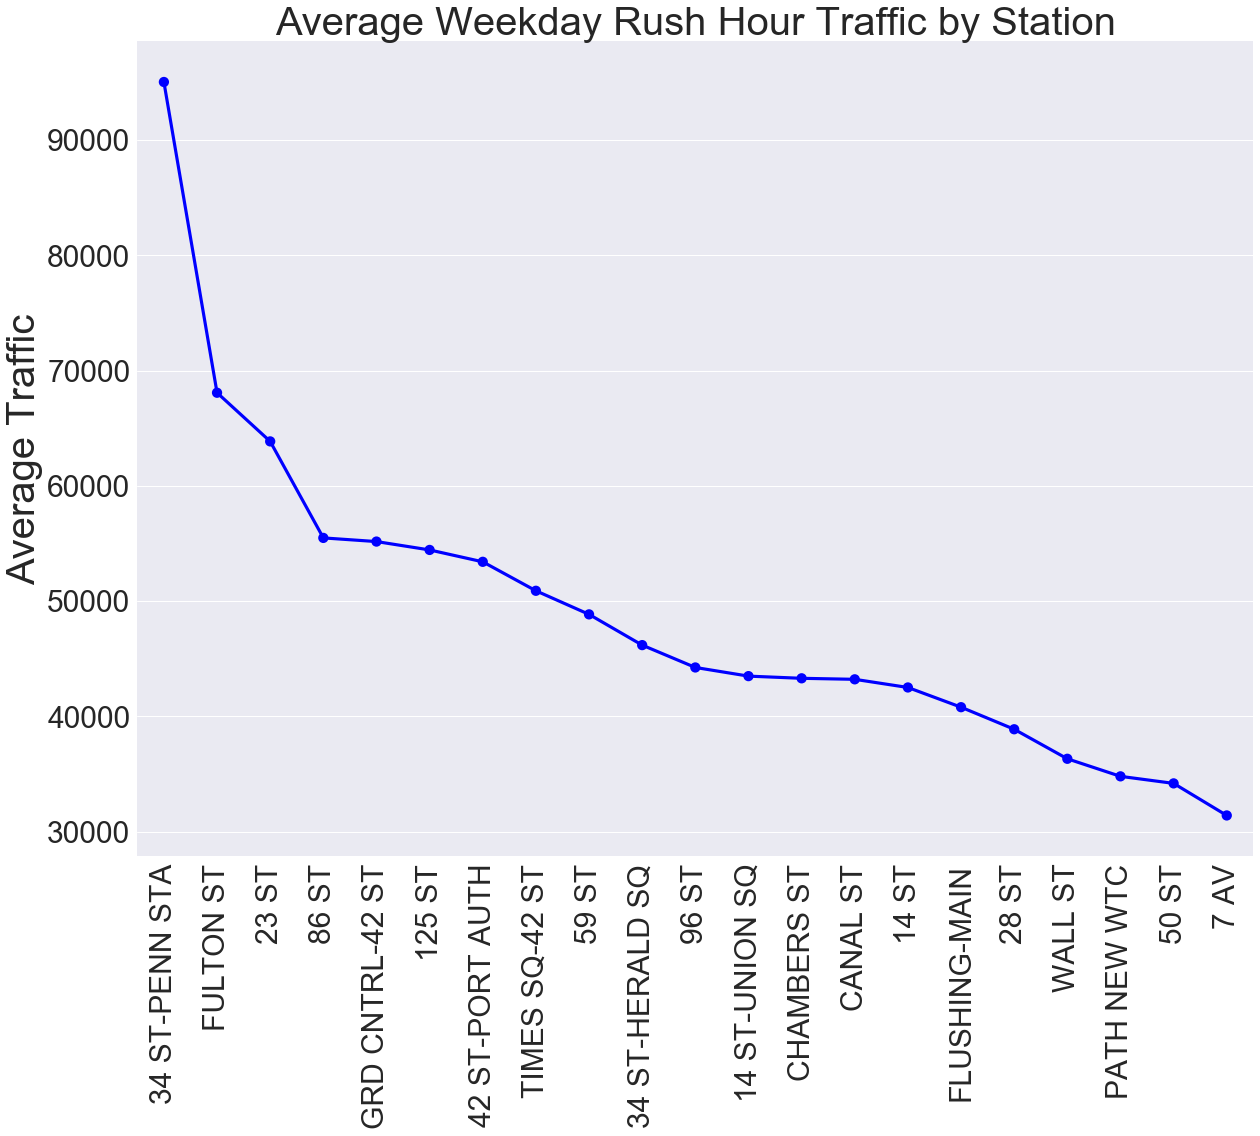 Average Weekday Rush Hour Traffic by Station
Average Traffic
90000
80000
70000
60000
50000
40000
30000
34 ST-PENN STA
FULTON ST
23 ST
86 ST
GRD CNTRL-42 ST
125 ST
42 ST-PORT AUTH
TIMES SQ-42 ST
59 ST
34 ST-HERALD SQ
96 ST
14 ST-UNION SQ
CHAMBERS ST
CANAL ST
14 ST
FLUSHING-MAIN
28 ST
WALL ST
PATH NEW WTC
50 ST
7 AV